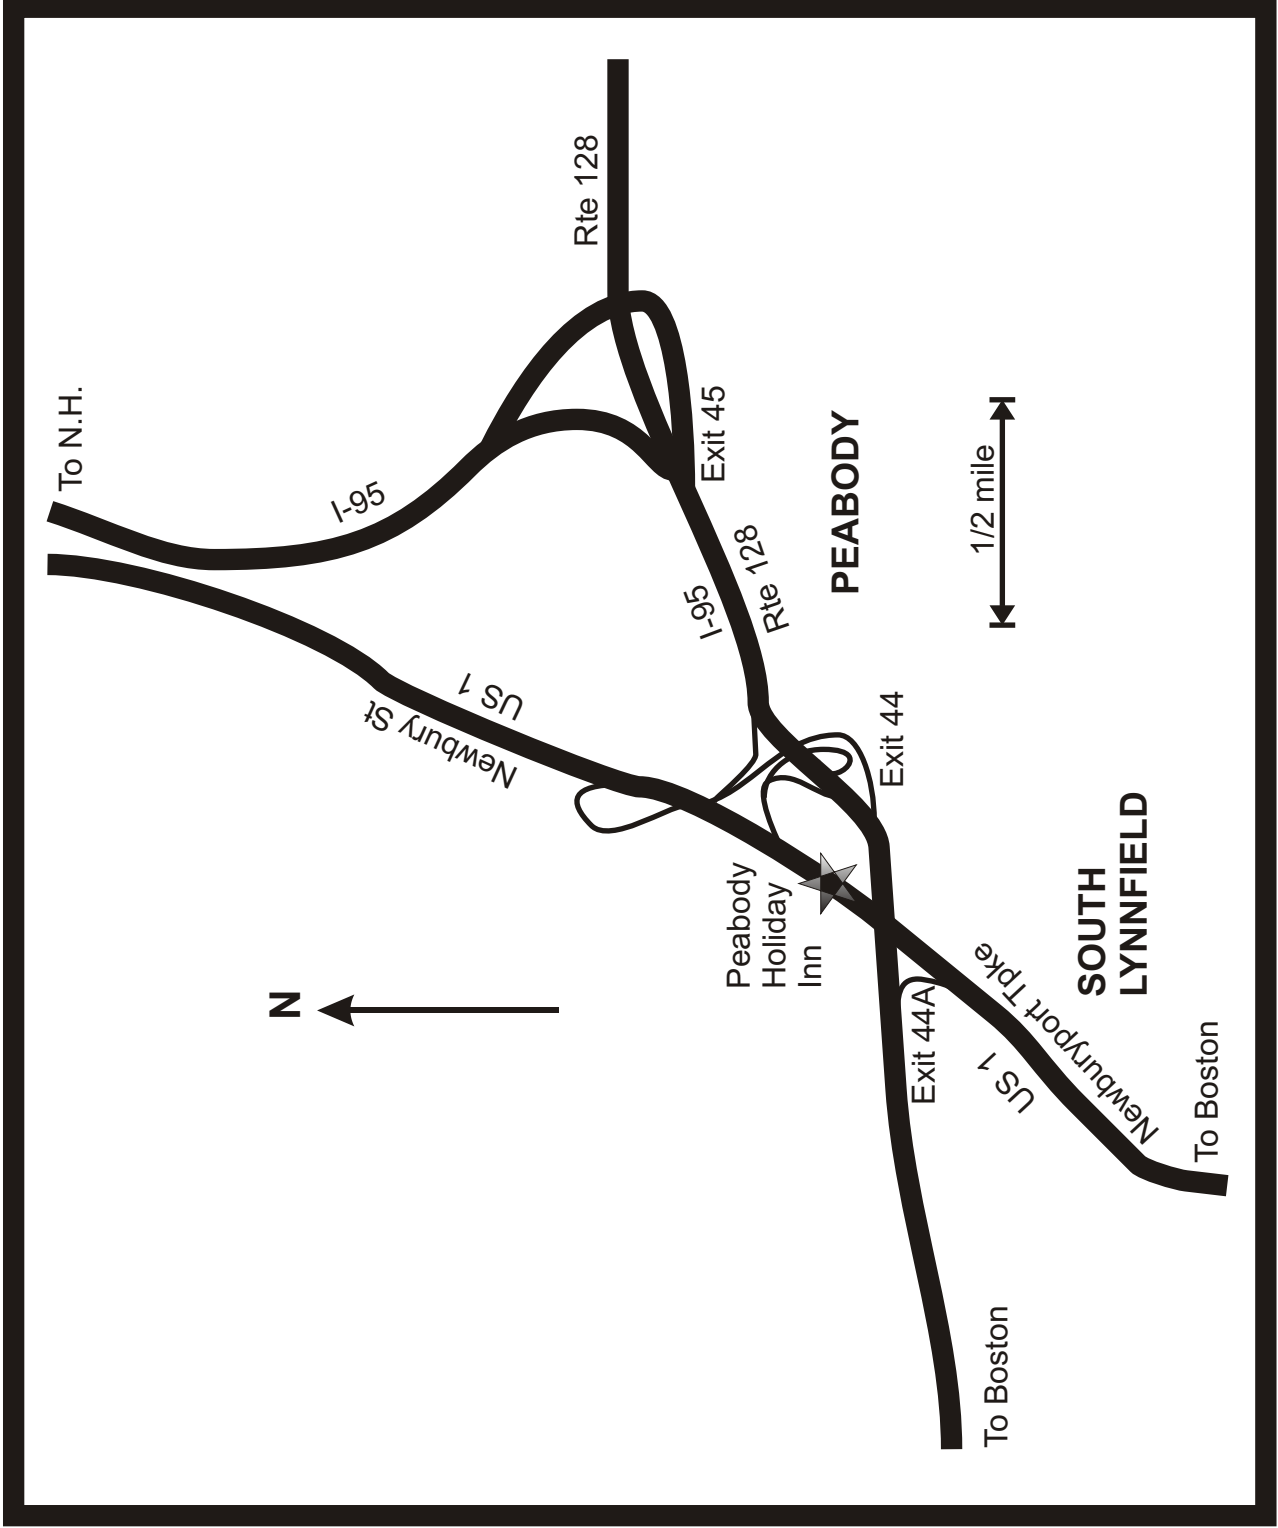 To N.H.
I-95
Rte 128
US 1
Newbury St
Exit 45
I-95
Rte 128
PEABODY
1/2 mile
Exit 44
Peabody
Holiday
Inn
N
SOUTH
LYNNFIELD
Exit 44A
Newburyport Tpke
US 1
To Boston
To Boston